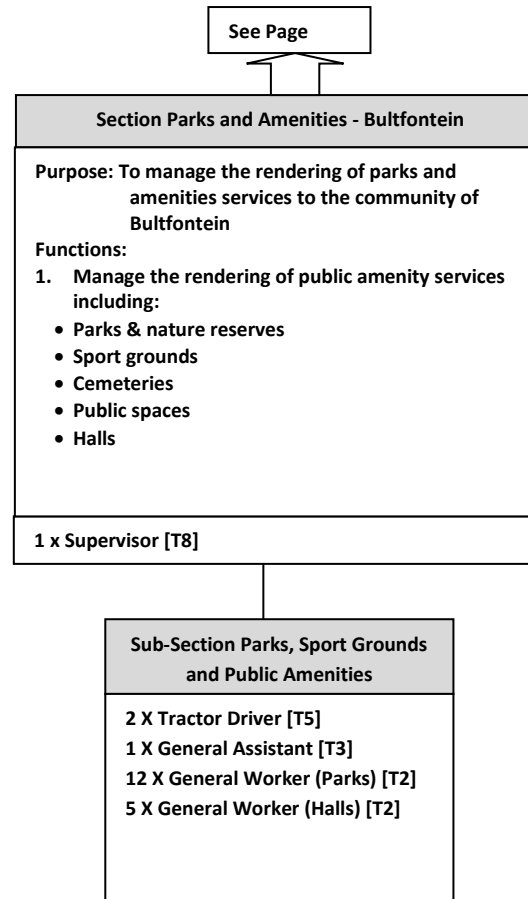 See Page
Section Parks and Amenities - Bultfontein
Purpose: To manage the rendering of parks and
amenities services to the community of
Bultfontein
Functions:
1. Manage the rendering of public amenity services
including:
• Parks & nature reserves
• Sport grounds
• Cemeteries
• Public spaces
• Halls
1 x Supervisor [T8]
Sub-Section Parks, Sport Grounds
and Public Amenities
2 X Tractor Driver [T5]
1 X General Assistant [T3]
12 X General Worker (Parks) [T2]
5 X General Worker (Halls) [T2]